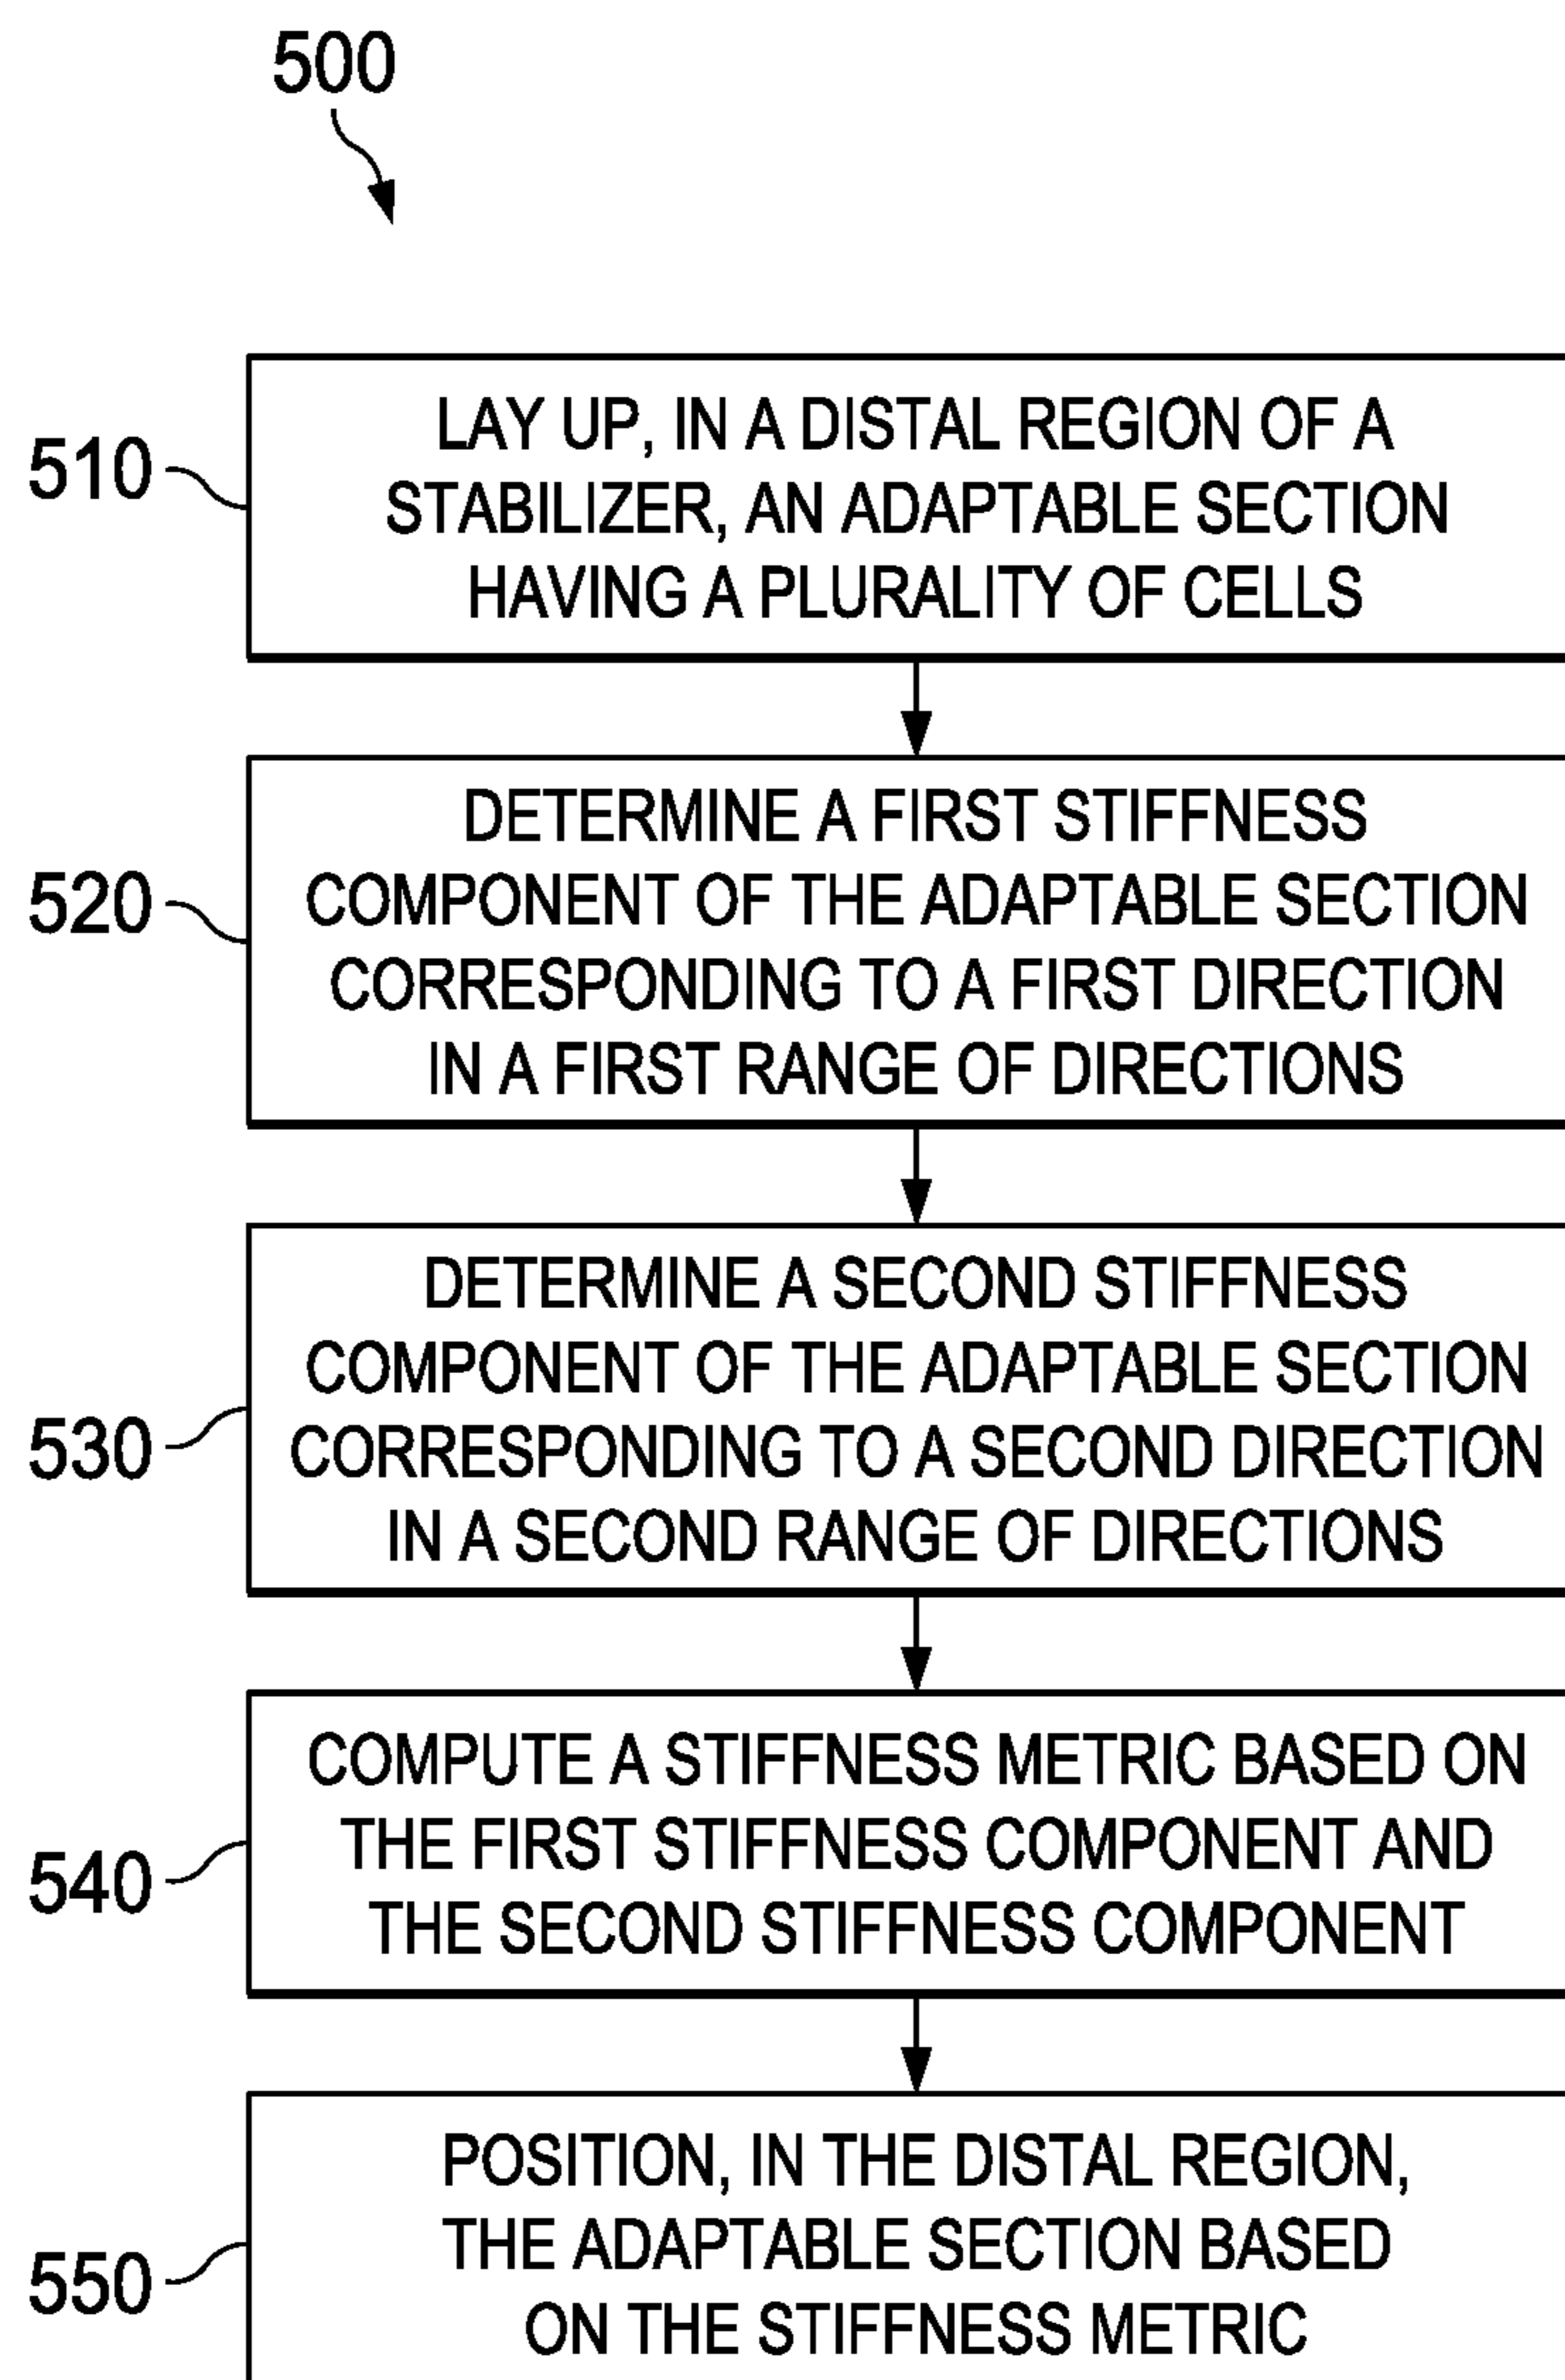 500
510
LAY UP, IN A DISTAL REGION OF A
STABILIZER, AN ADAPTABLE SECTION
HAVING A PLURALITY OF CELLS
520
DETERMINE A FIRST STIFFNESS
COMPONENT OF THE ADAPTABLE SECTION
CORRESPONDING TO A FIRST DIRECTION
IN A FIRST RANGE OF DIRECTIONS
530
DETERMINE A SECOND STIFFNESS
COMPONENT OF THE ADAPTABLE SECTION
CORRESPONDING TO A SECOND DIRECTION
IN A SECOND RANGE OF DIRECTIONS
540
COMPUTE A STIFFNESS METRIC BASED ON
THE FIRST STIFFNESS COMPONENT AND
THE SECOND STIFFNESS COMPONENT
550
POSITION, IN THE DISTAL REGION,
THE ADAPTABLE SECTION BASED
ON THE STIFFNESS METRIC